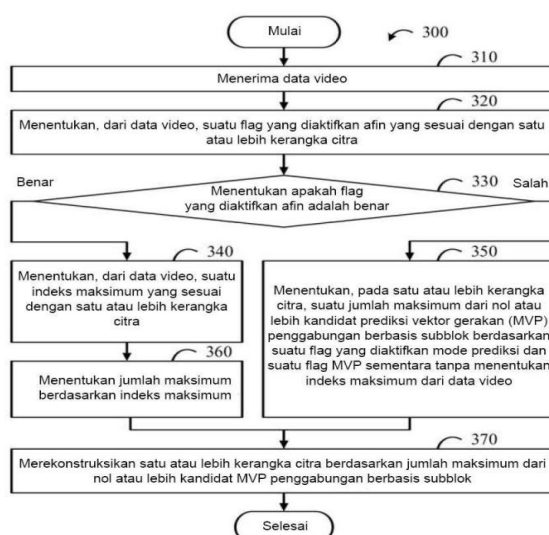 Mulai
300
310
Menerima data video
320
Menentukan, dari data video, suatu flag yang diaktifkan afin yang sesuai dengan satu
atau lebih kerangka citra
Benar
330
Salah
Menentukan apakah flag
yang diaktifkan afin adalah benar
340
Menentukan, dari data video, suatu
indeks maksimum yang sesuai
dengan satu atau lebih kerangka
citra
350
Menentukan, pada satu atau lebih kerangka
citra, suatu jumlah maksimum dari nol atau
lebih kandidat prediksi vektor gerakan (MVP)
penggabungan berbasis subblok berdasarkan
suatu flag yang diaktifkan mode prediksi dan
suatu flag MVP sementara tanpa menentukan
indeks maksimum dari data video
360
Menentukan jumlah maksimum
berdasarkan indeks maksimum
370
Merekonstruksikan satu atau lebih kerangka citra berdasarkan jumlah maksimum dari
nol atau lebih kandidat MVP penggabungan berbasis subblok
Selesai